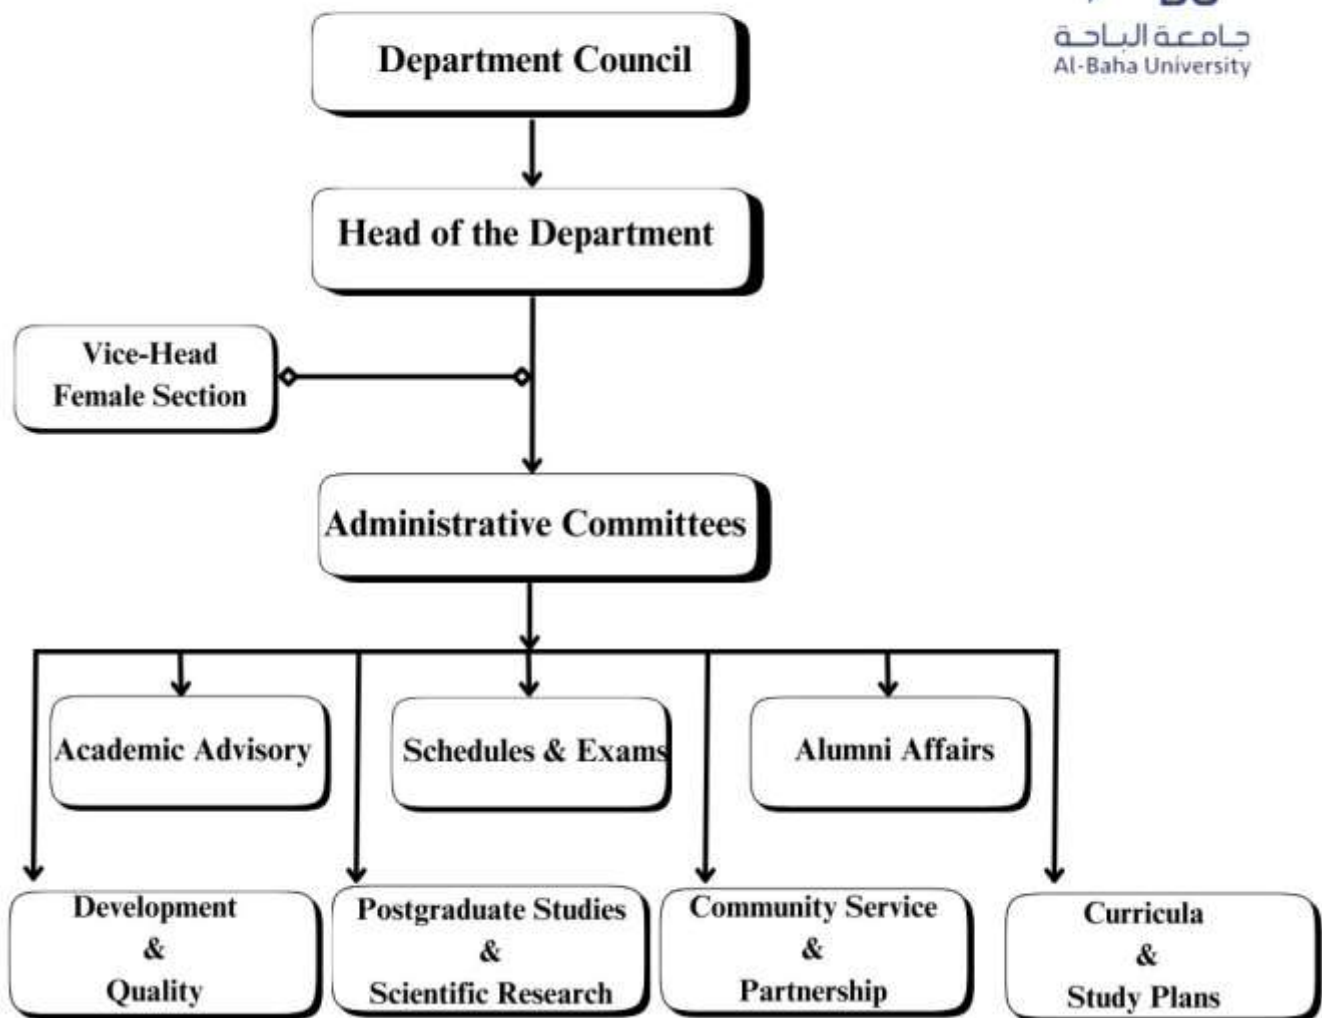 جامعة الباحة
Al-Baha University
Department Council
Head of the Department
Vice-Head
Female Section
Administrative Committees
Academic Advisory
Schedules & Exams
Alumni Affairs
Development
&
Quality
Postgraduate Studies
&
Scientific Research
Community Service
&
Partnership
Curricula
&
Study Plans